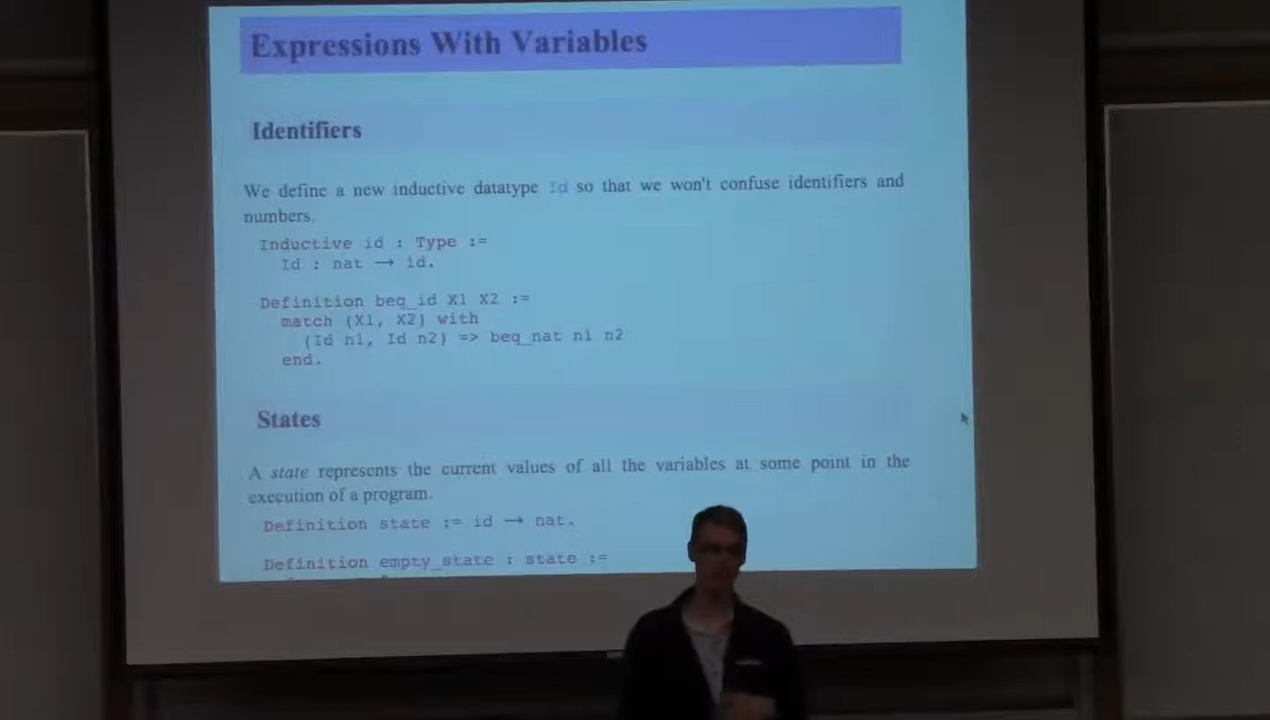 Expressions With Variables
Identifiers
We define a new inductive datatype Id so that we won't confuse identifiers and
numbers.
Inductive id : Type :=
Id : nat → id.
Definition beq_id X1 X2 :=
match (X1, X2) with
(Id n1, Id n2) => beq_nat n1 n2
end.
States
A state represents the current values of all the variables at some point in the
execution of a program.
Definition state := id → nat.
Definition empty_state : state :=